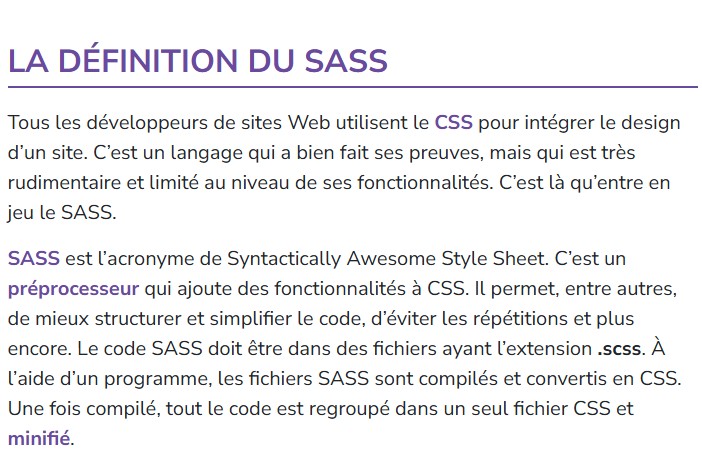 LA DÉFINITION DU SASS
Tous les développeurs de sites Web utilisent le CSS pour intégrer le design
d’un site. C’est un langage qui a bien fait ses preuves, mais qui est très
rudimentaire et limité au niveau de ses fonctionnalités. C’est là qu’entre en
jeu le SASS.
SASS est l’acronyme de Syntactically Awesome Style Sheet. C’est un
préprocesseur qui ajoute des fonctionnalités à CSS. Il permet, entre autres,
de mieux structurer et simplifier le code, d’éviter les répétitions et plus
encore. Le code SASS doit être dans des fichiers ayant l’extension .scss. À
l’aide d’un programme, les fichiers SASS sont compilés et convertis en CSS.
Une fois compilé, tout le code est regroupé dans un seul fichier CSS et
minifié.